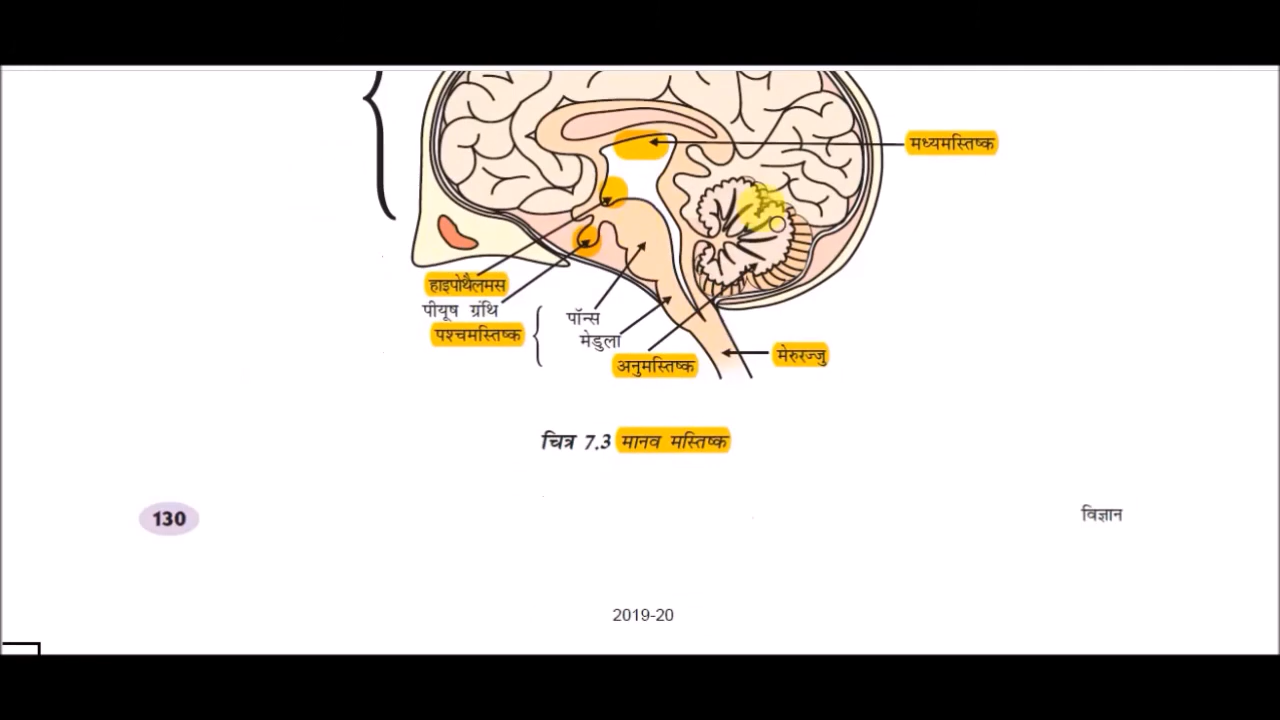 मध्यमस्तिष्क
हाइपोथैलमस
पीयूष ग्रंथि
पश्चमस्तिष्क
पॉन्स
मेडुला
अनुमस्तिष्क
मेरुरज्जु
चित्र 7.3 मानव मस्तिष्क
130
विज्ञान
2019-20